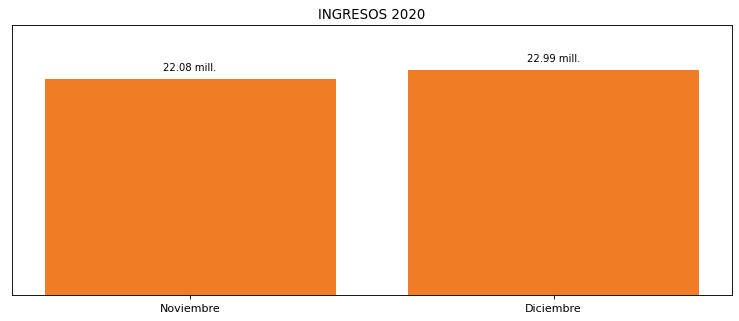 INGRESOS 2020
22.08 mill.
22.99 mill.
Noviembre
Diciembre